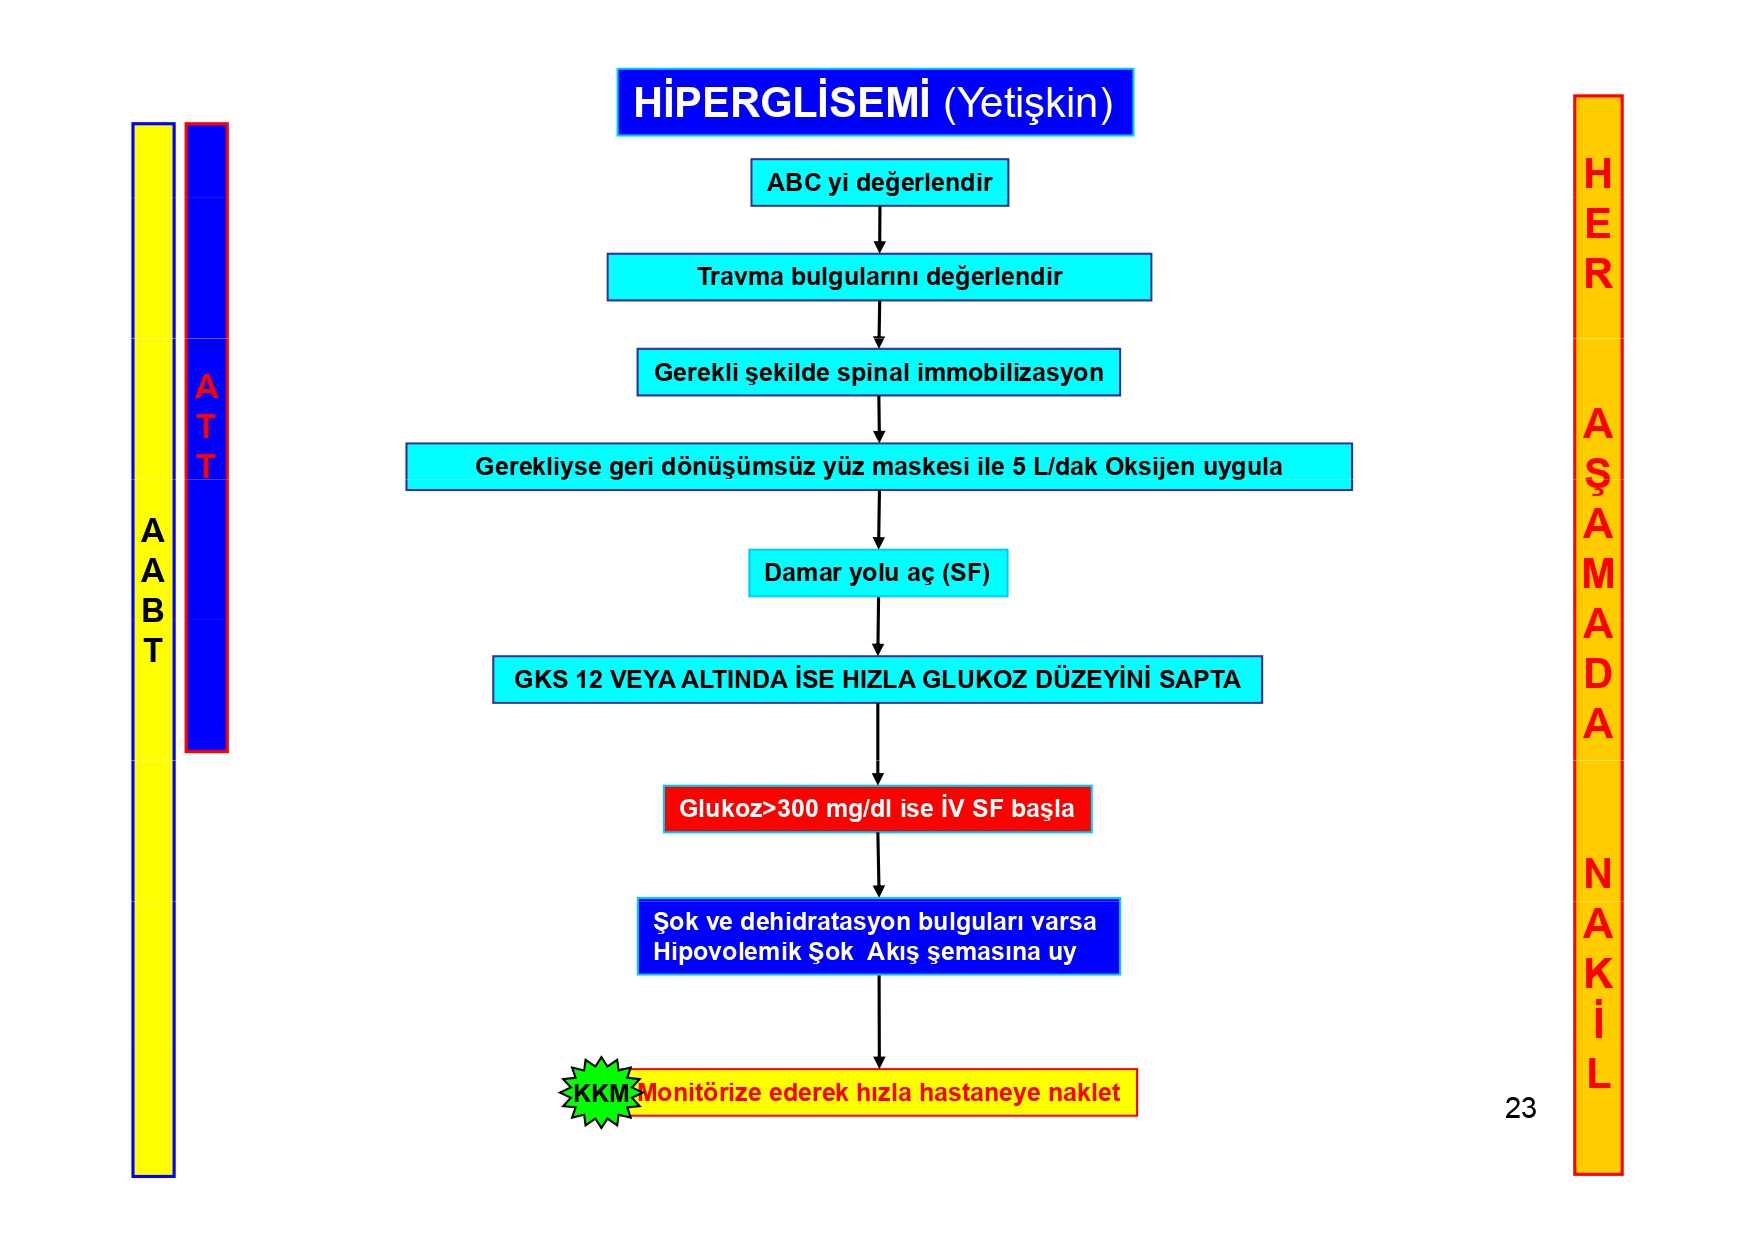 HİPERGLİSEMİ (Yetişkin)
ABC yi değerlendir
Travma bulgularını değerlendir
Gerekli şekilde spinal immobilizasyon
Gerekliyse geri dönüşümsüz yüz maskesi ile 5 L/dak Oksijen uygula
Damar yolu aç (SF)
GKS 12 VEYA ALTINDA İSE HIZLA GLUKOZ DÜZEYİNİ SAPTA
Glukoz>300 mg/dl ise İV SF başla
Şok ve dehidratasyon bulguları varsa
Hipovolemik Şok  Akış şemasına uy
KKM
Monitörize ederek hızla hastaneye naklet
AABT
ATT
HER AŞAMADA NAKİL
23